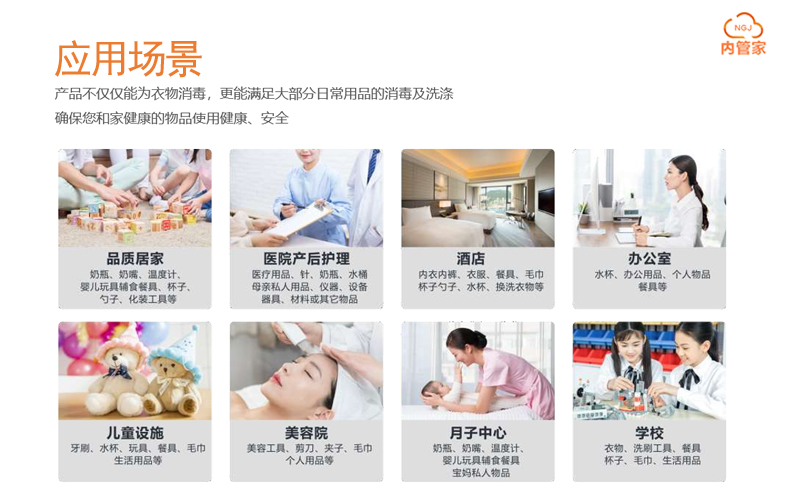 NGJ
内管家
应用场景
产品不仅仅能为衣物消毒，更能满足大部分日常用品的消毒及洗涤
确保您和家健康的物品使用健康、安全
品质居家
奶瓶、奶嘴、温度计、
婴儿玩具辅食餐具、杯子、
勺子、化装工具等
医院产后护理
医疗用品、针、奶瓶、水桶
母亲私人用品、仪器、设备
器具、材料或其它物品
酒店
内衣内裤、衣服、餐具、毛巾
杯子勺子、水杯、换洗衣物等
办公室
水杯、办公用品、个人物品
餐具等
儿童设施
牙刷、水杯、玩具、餐具、毛巾
生活用品等
美容院
美容工具、剪刀、夹子、毛巾
个人用品等
月子中心
奶瓶、奶嘴、温度计、
婴儿玩具辅食餐具
宝妈私人物品
学校
衣物、洗刷工具、餐具
杯子、毛巾、生活用品